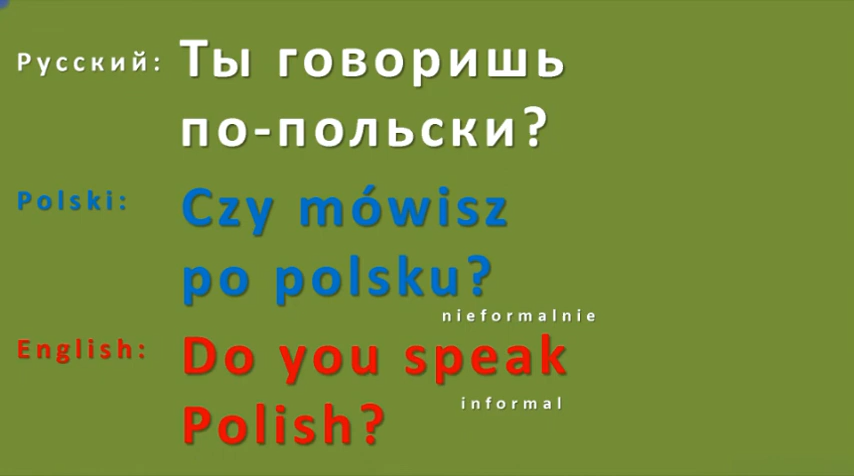 Русский: Ты говоришь
по-польски?
Polski: Czy mówisz
po polsku?
nieformalnie
English: Do you speak
Polish?
informal